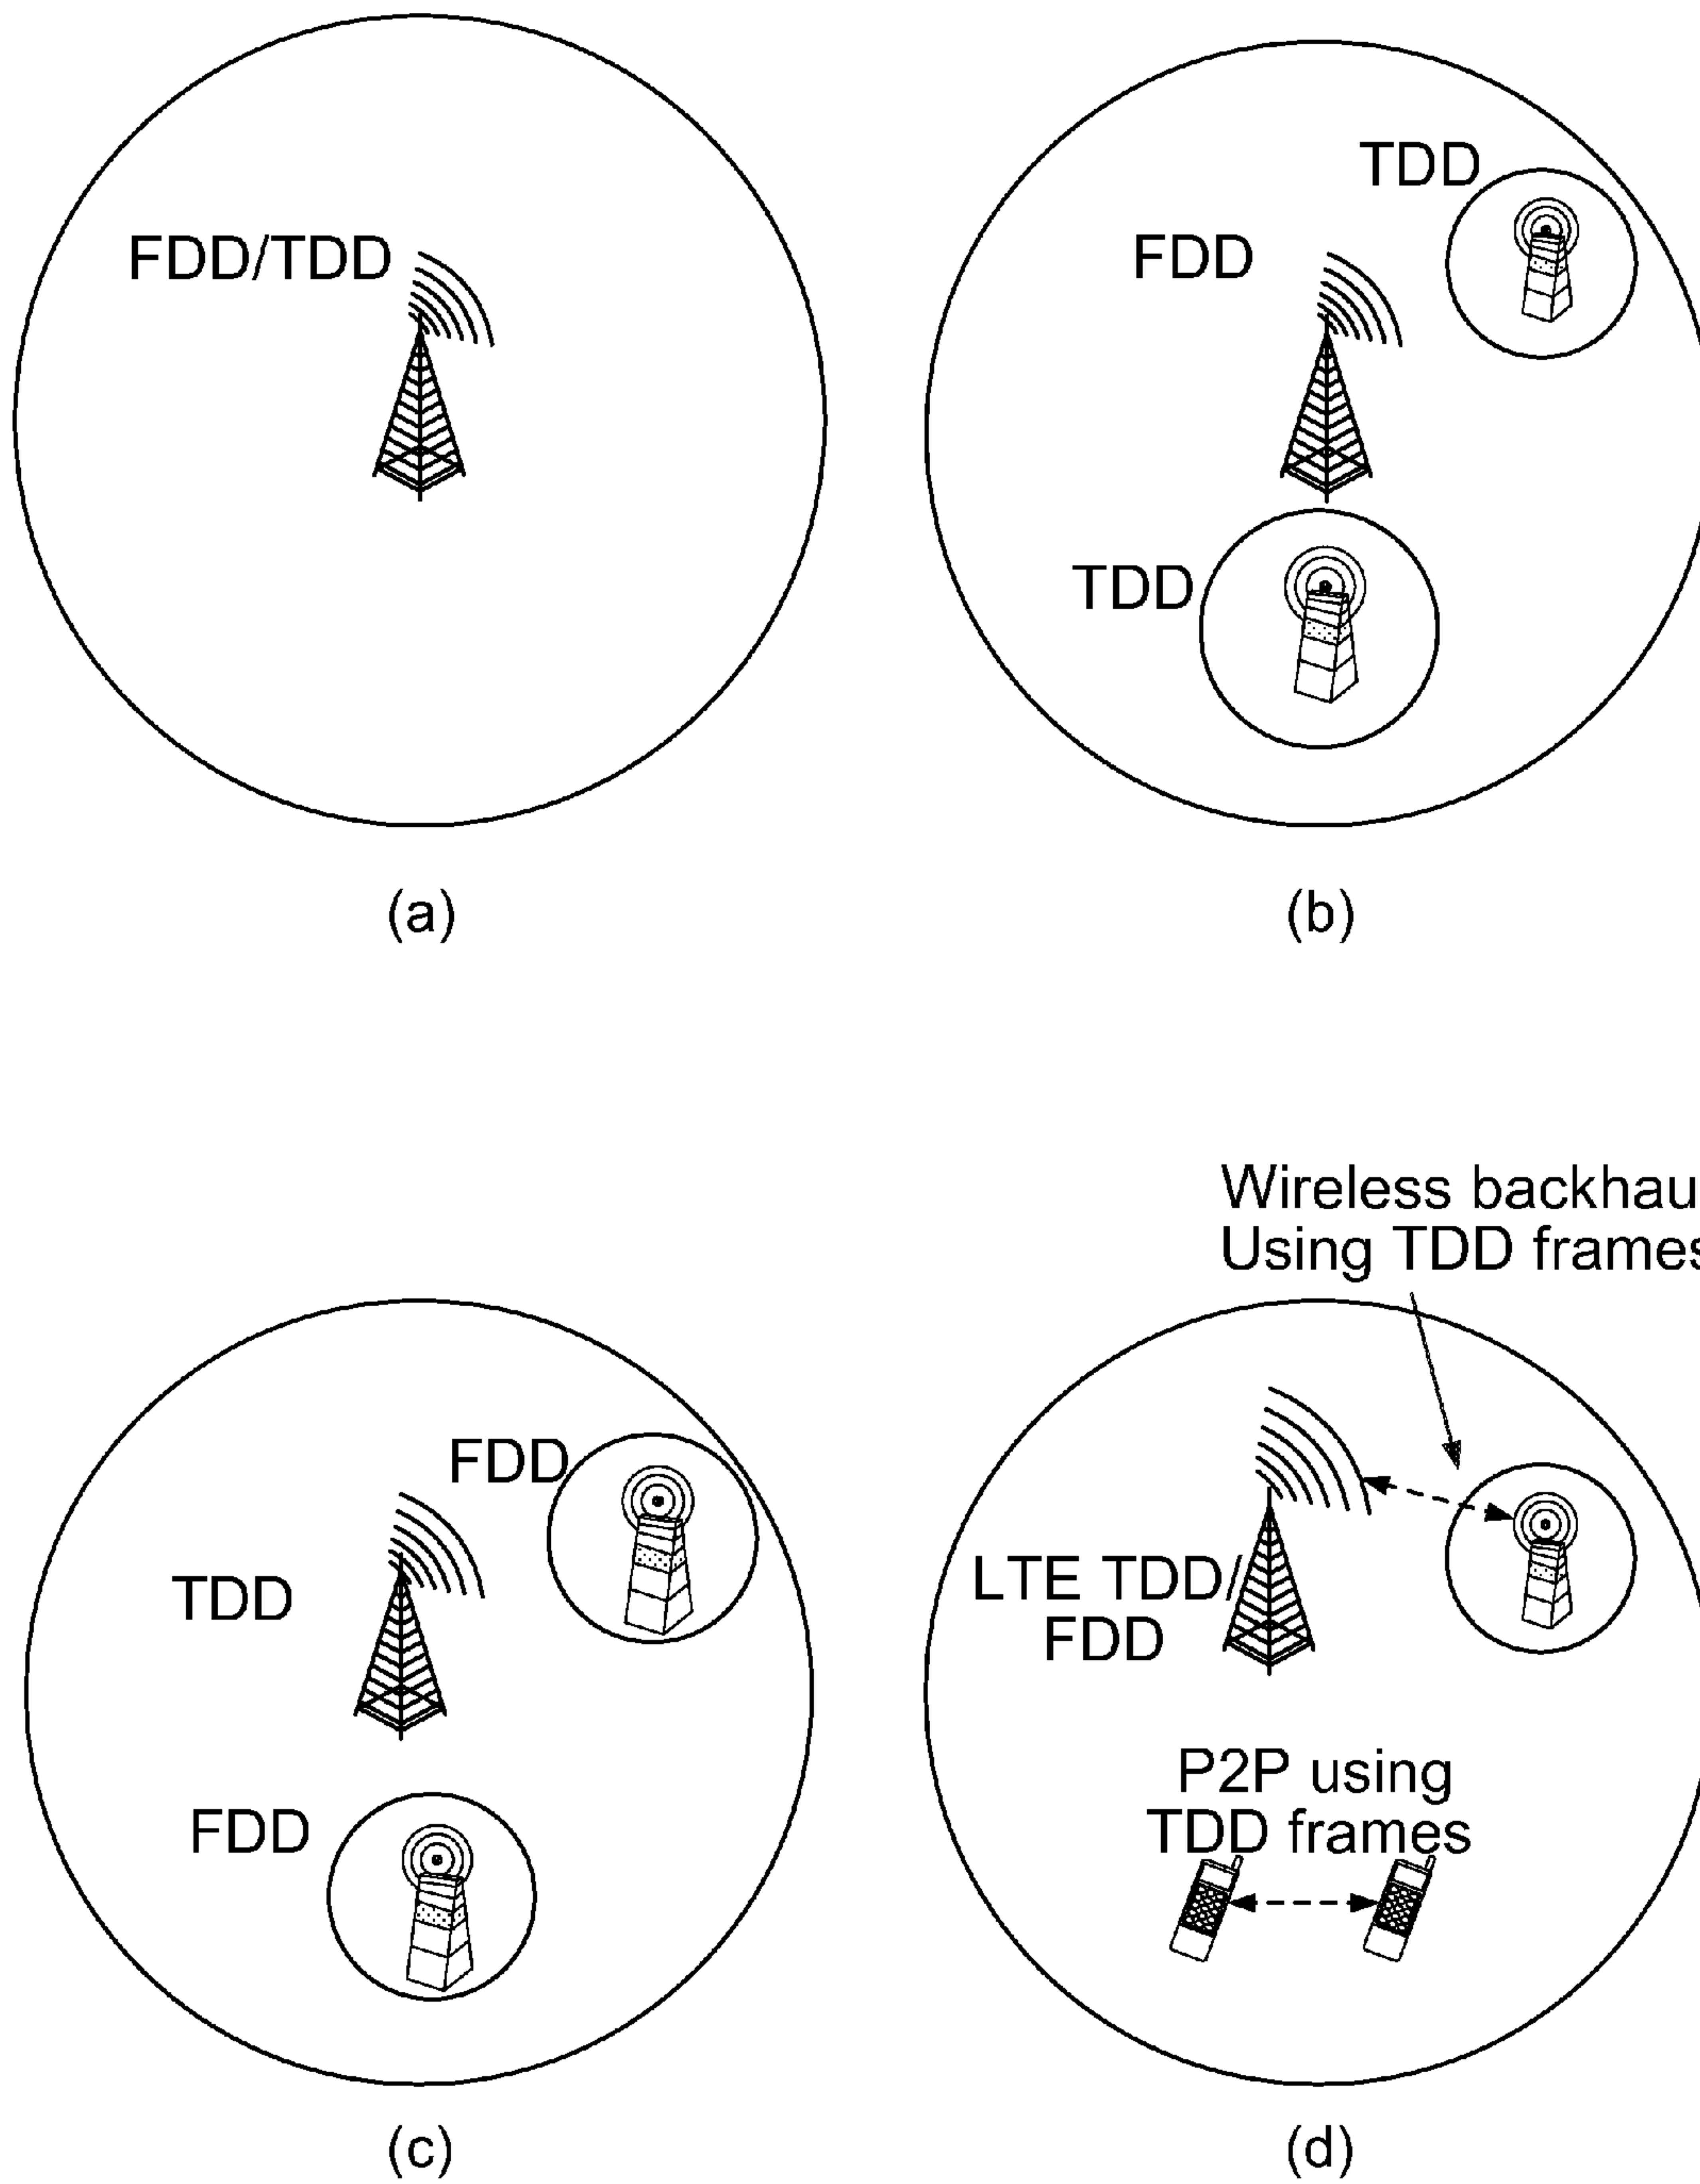 FDD/TDD
TDD
FDD
TDD
(a)
(b)
Wireless backhau
Using TDD frames
FDD
TDD
FDD
LTE TDD/
FDD
P2P using
TDD frames
(c)
(d)